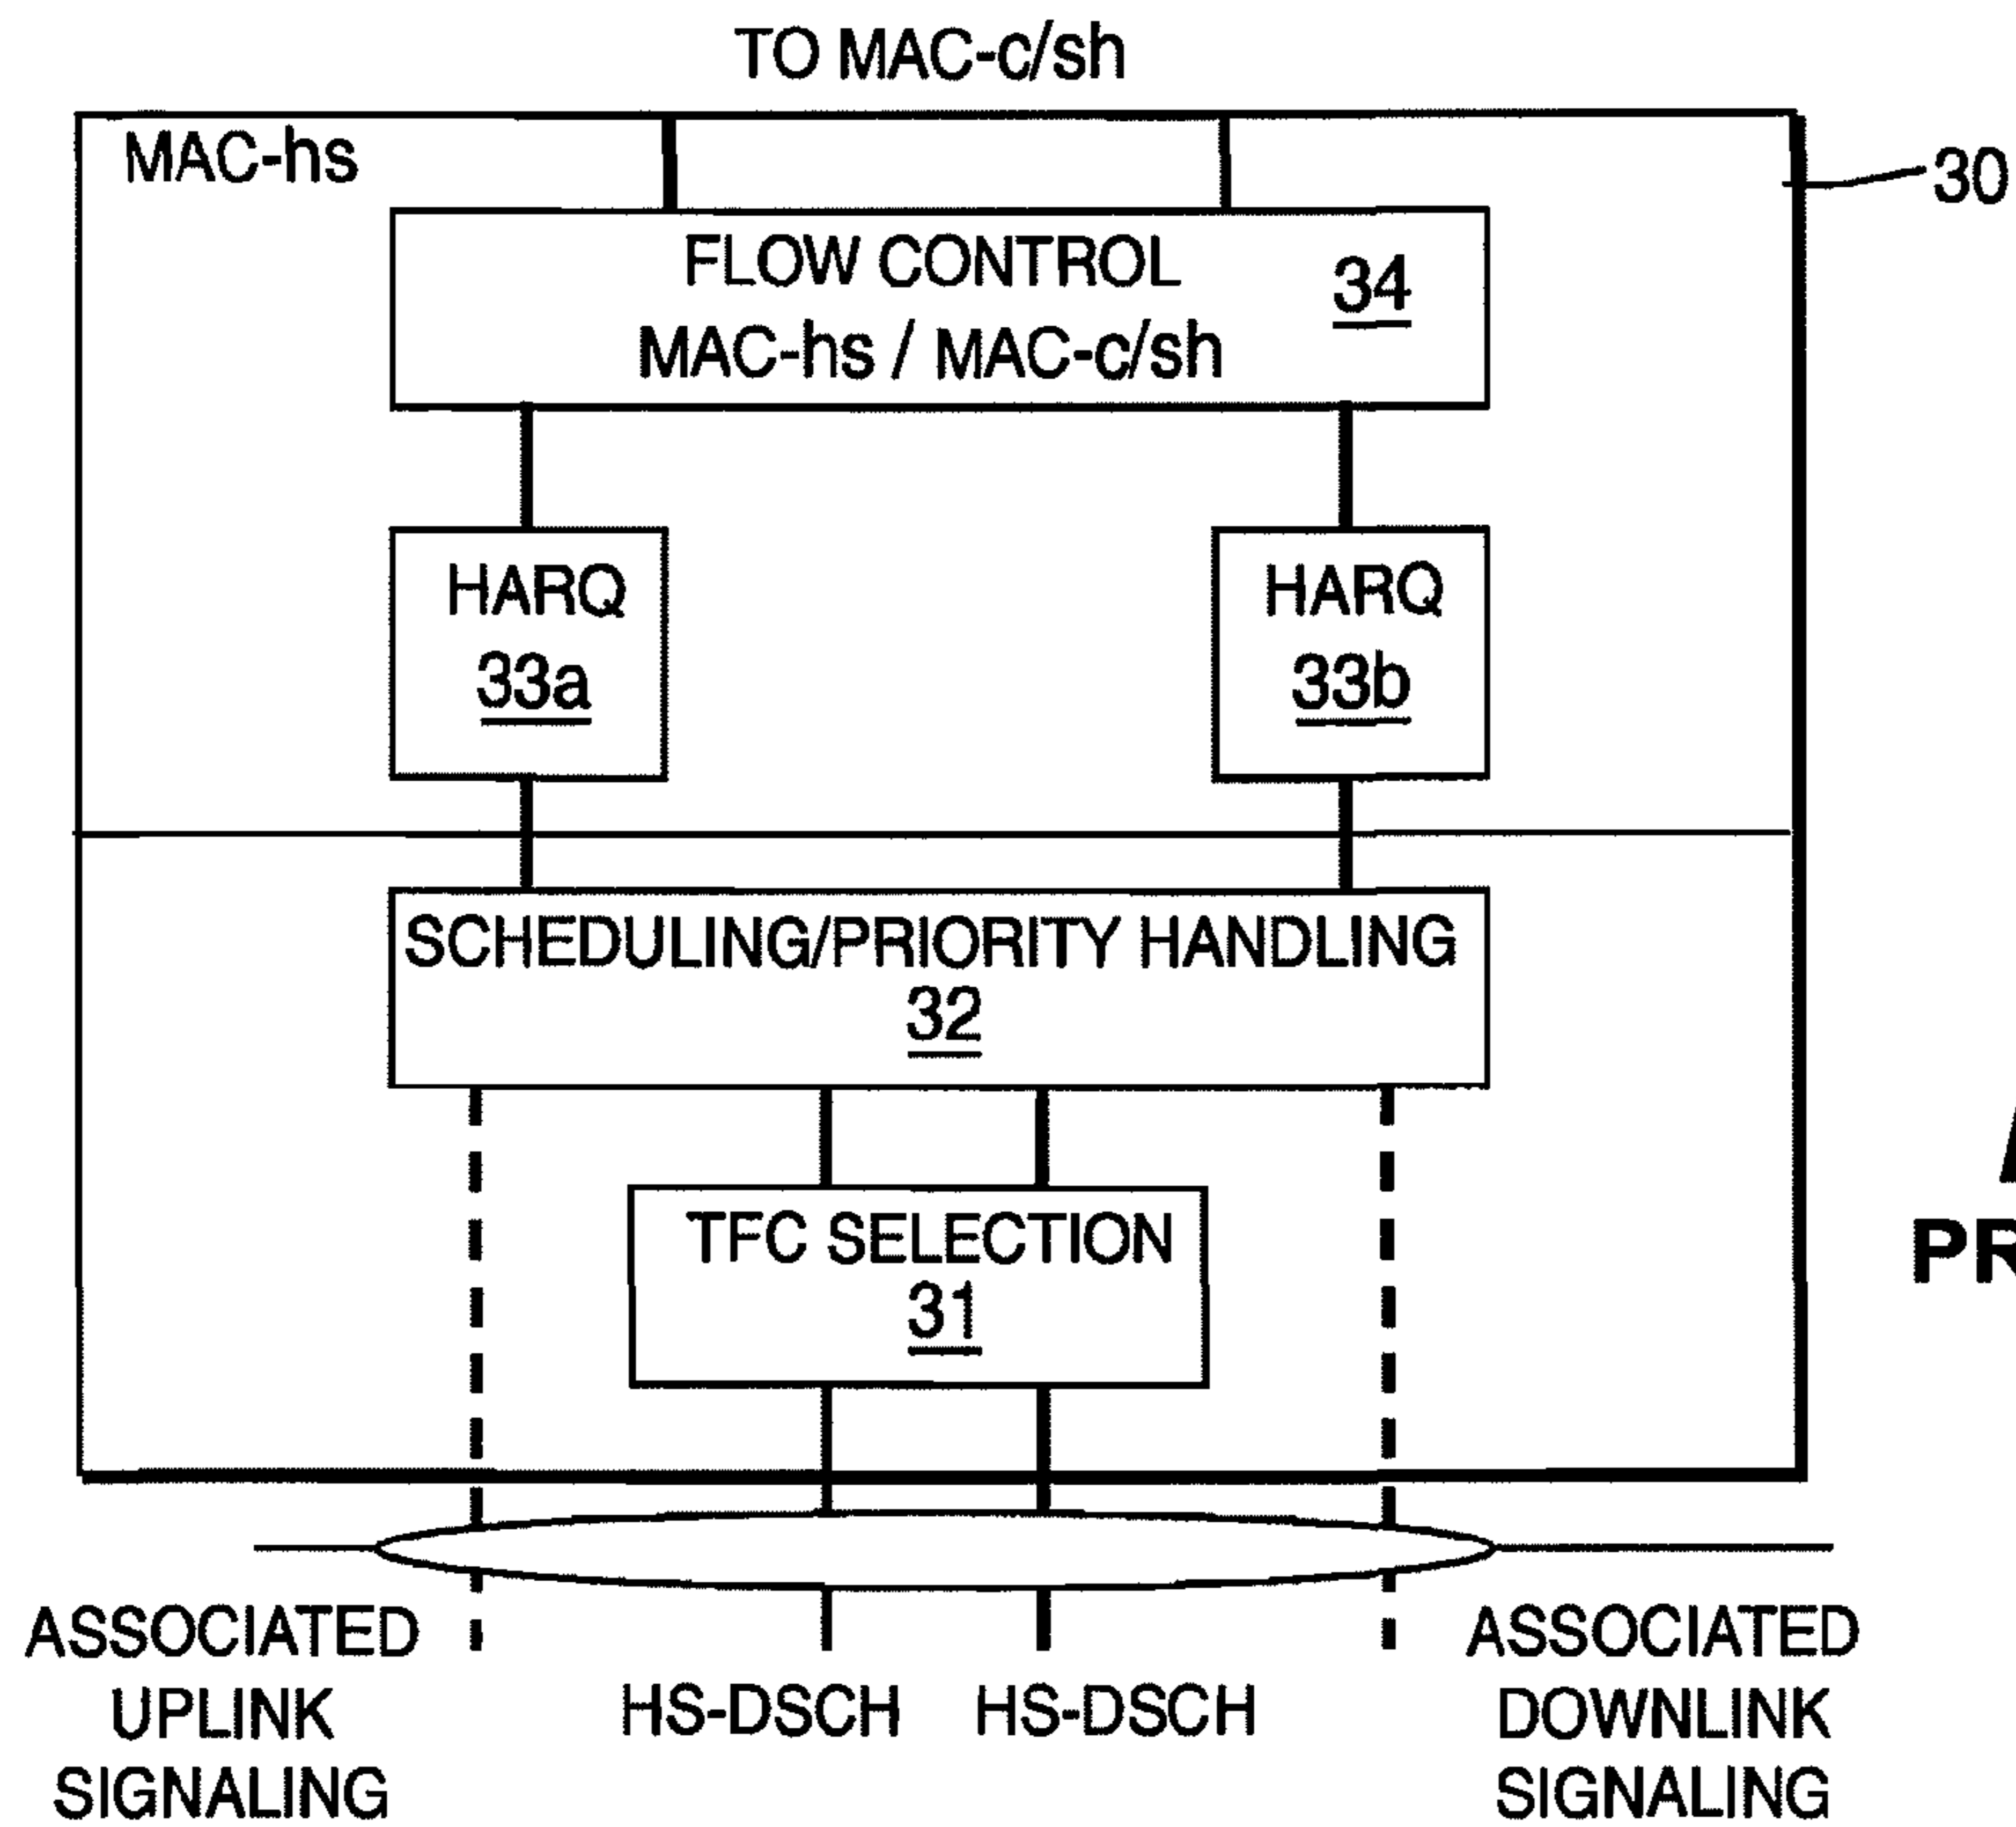 TO MAC-c/sh
MAC-hs
30
FLOW CONTROL
34
MAC-hs / MAC-c/sh
HARQ
33a
HARQ
33b
SCHEDULING/PRIORITY HANDLING
32
TFC SELECTION
31
PR
ASSOCIATED
UPLINK
SIGNALING
HS-DSCH
HS-DSCH
ASSOCIATED
DOWNLINK
SIGNALING